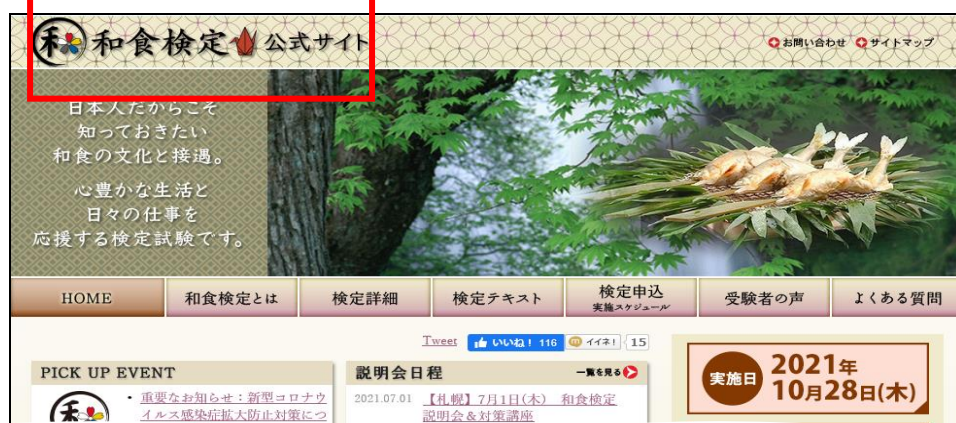 和 和食検定 公式サイト
お問い合わせ サイトマップ
日本人だからこそ
知っておきたい
和食の文化と接遇。
心豊かな生活と
日々の仕事を
応援する検定試験です。
HOME 和食検定とは 検定詳細 検定テキスト 検定申込 受験者の声 よくある質問
実施スケジュール
Tweet いいね! 116 イイネ! 15
PICK UP EVENT
・重要なお知らせ:新型コロナウ
イルス感染症拡大防止対策につ
和
説明会日程 一覧を見る
2021.07.01 【札幌】7月1日(木) 和食検定
説明会&対策講座
実施日 2021年
10月28日(木)